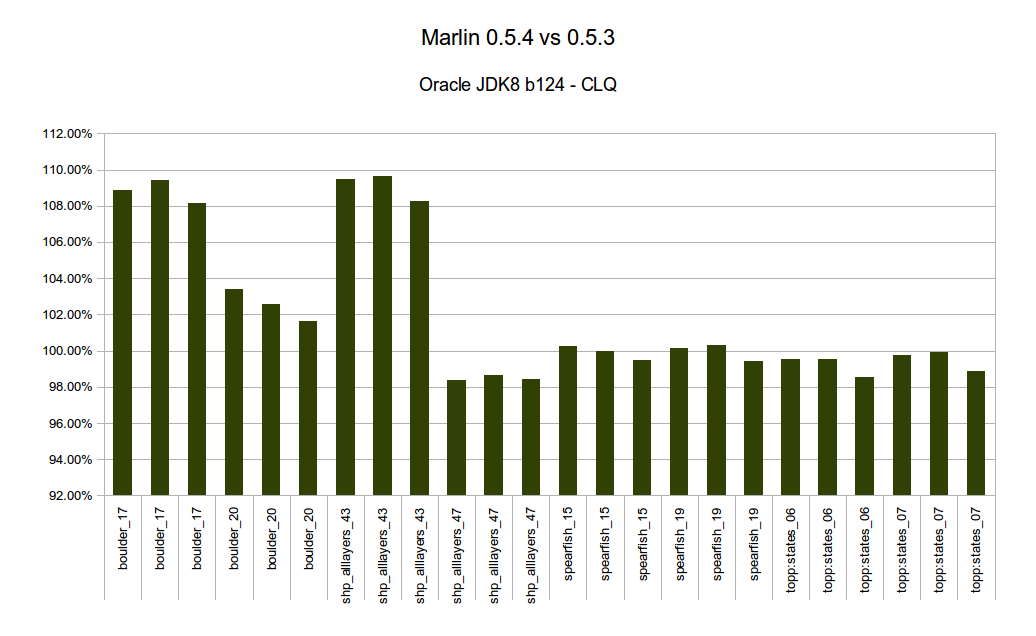 Marlin 0.5.4 vs 0.5.3
Oracle JDK8 b124 - CLQ
112.00%
110.00%
108.00%
106.00%
104.00%
102.00%
100.00%
98.00%
96.00%
94.00%
92.00%
boulder_17
boulder_17
boulder_17
boulder_20
boulder_20
boulder_20
shp_alllayers_43
shp_alllayers_43
shp_alllayers_43
shp_alllayers_47
shp_alllayers_47
shp_alllayers_47
spearfish_15
spearfish_15
spearfish_15
spearfish_19
spearfish_19
spearfish_19
topp:states_06
topp:states_06
topp:states_06
topp:states_07
topp:states_07
topp:states_07